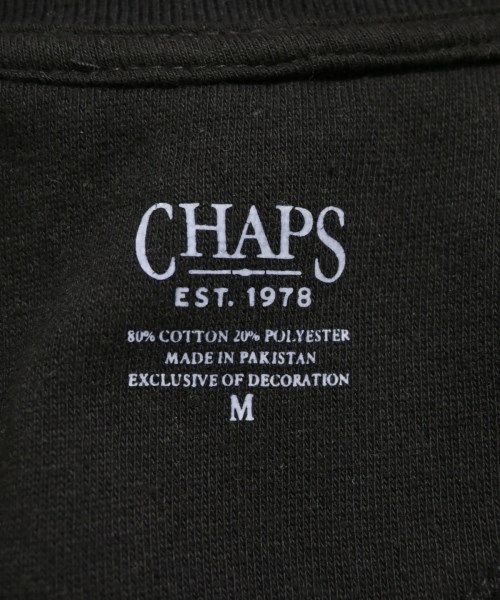 CHAPS
EST. 1978
80% COTTON 20% POLYESTER
MADE IN PAKISTAN
EXCLUSIVE OF DECORATION
M